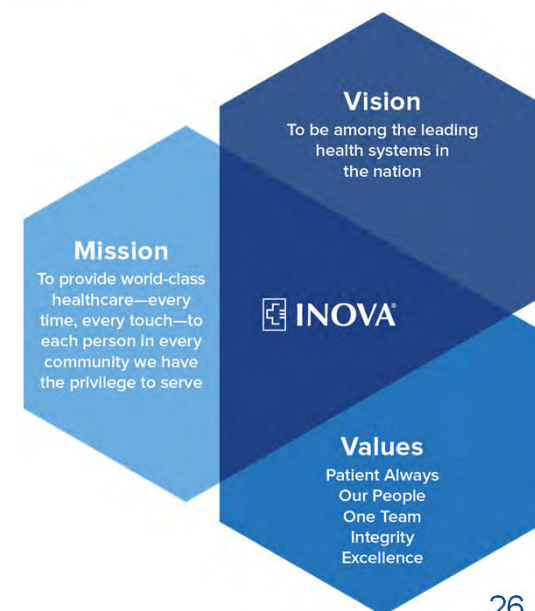 Vision
To be among the leading
health systems in
the nation
Mission
To provide world-class
healthcare—every
time, every touch—to
each person in every
community we have
the privilege to serve
INOVA®
Values
Patient Always
Our People
One Team
Integrity
Excellence
26